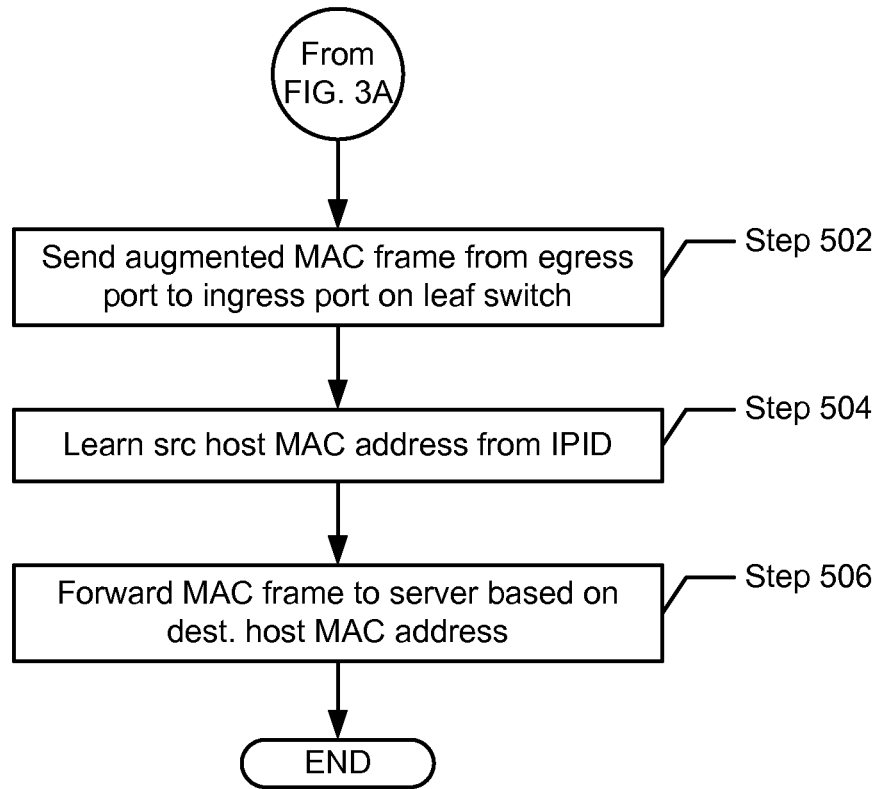 From
FIG. 3A
Send augmented MAC frame from egress
port to ingress port on leaf switch
Step 502
Learn src host MAC address from IPID
Step 504
Forward MAC frame to server based on
dest. host MAC address
Step 506
END